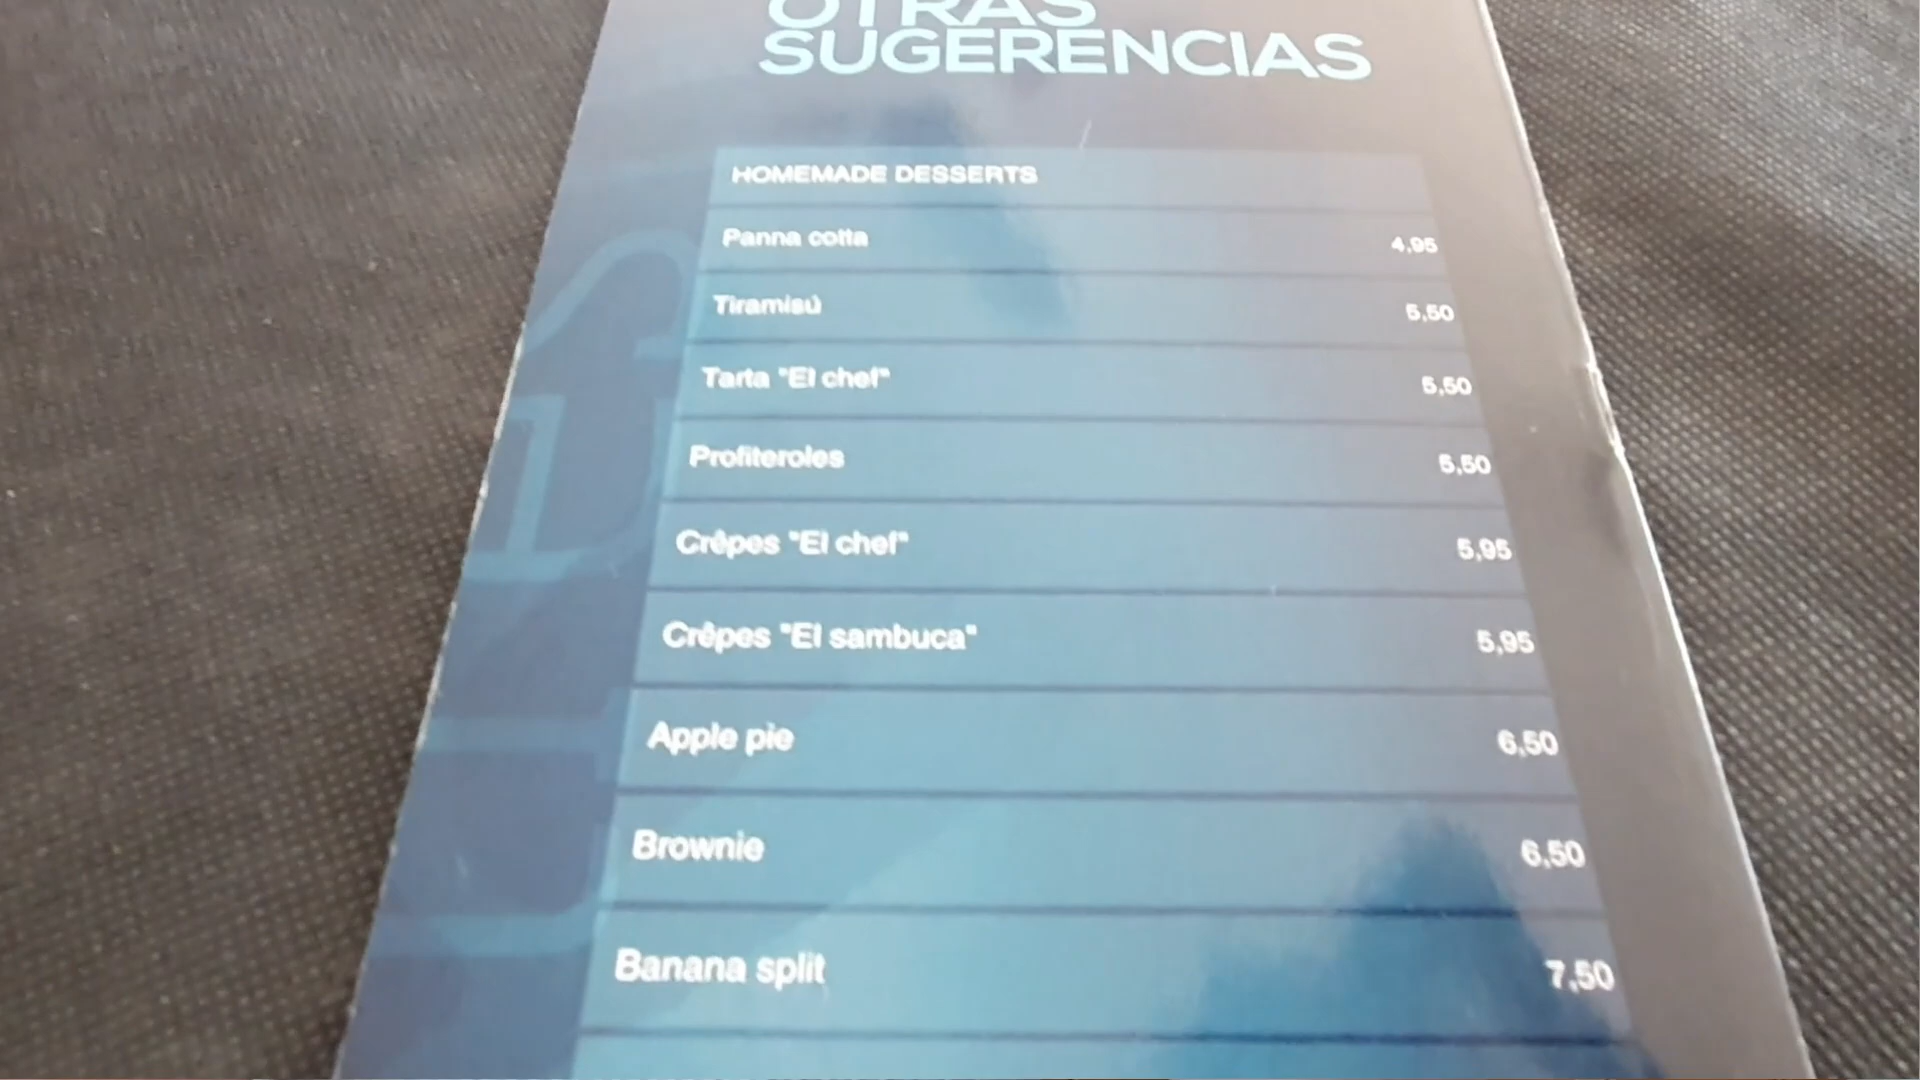 OTRAS
SUGERENCIAS
HOMEMADE DESSERTS
Panna cotta 4,95
Tiramisú 5,50
Tarta "El chef" 5,50
Profiteroles 5,50
Crêpes "El chef" 5,95
Crêpes "El sambuca" 5,95
Apple pie 6,50
Brownie 6,50
Banana split 7,50